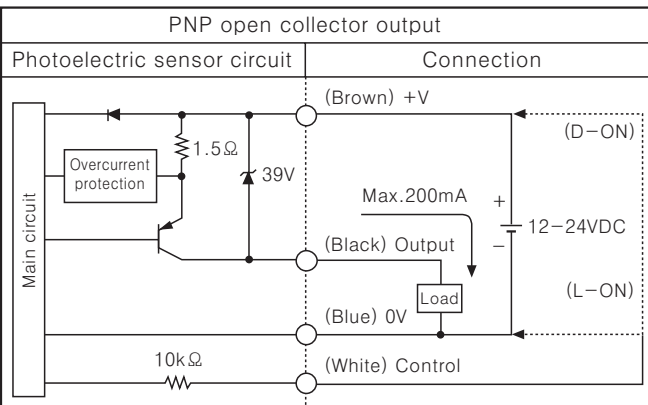 PNP open collector output
Photoelectric sensor circuit
Connection
(Brown) +V
(D-ON)
1.5Ω
Overcurrent
protection
39V
Max.200mA
+
12-24VDC
-
Main circuit
(Black) Output
Load
(L-ON)
(Blue) 0V
10kΩ
(White) Control